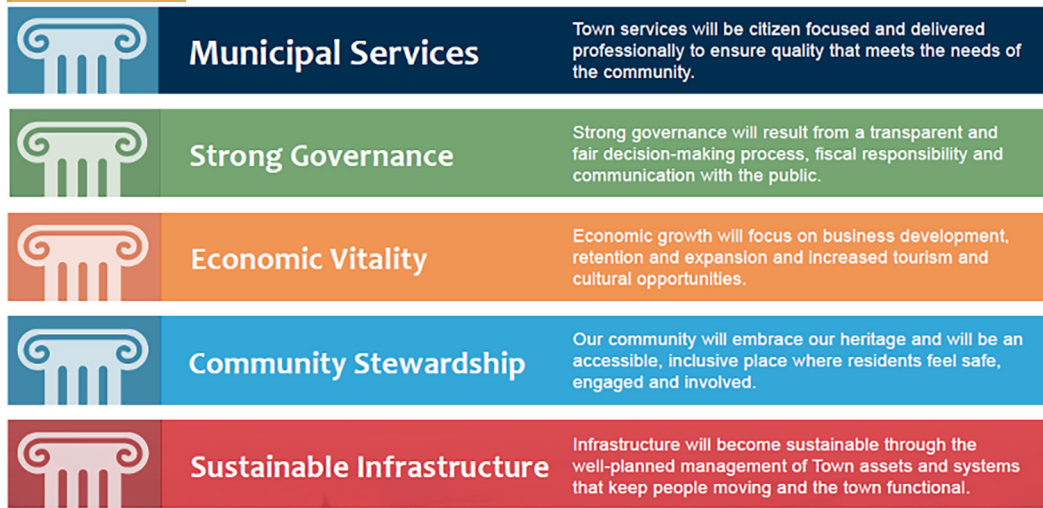 Municipal Services
Town services will be citizen focused and delivered
professionally to ensure quality that meets the needs of
the community.
Strong Governance
Strong governance will result from a transparent and
fair decision-making process, fiscal responsibility and
communication with the public.
Economic Vitality
Economic growth will focus on business development,
retention and expansion and increased tourism and
cultural opportunities.
Community Stewardship
Our community will embrace our heritage and will be an
accessible, inclusive place where residents feel safe,
engaged and involved.
Sustainable Infrastructure
Infrastructure will become sustainable through the
well-planned management of Town assets and systems
that keep people moving and the town functional.